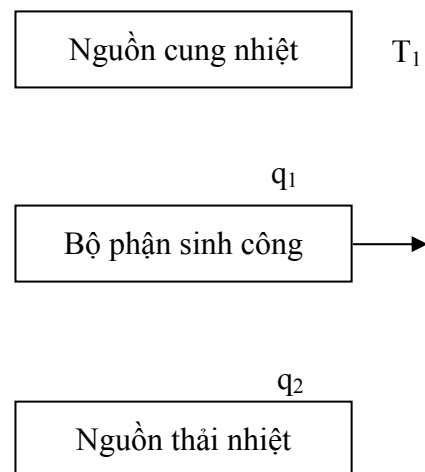 Nguồn cung nhiệt T₁
q₁
Bộ phận sinh công
q₂
Nguồn thải nhiệt